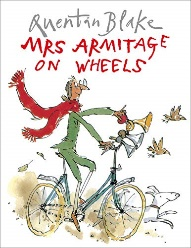 Quentin Blake
MRS ARMITAGE
ON WHEELS